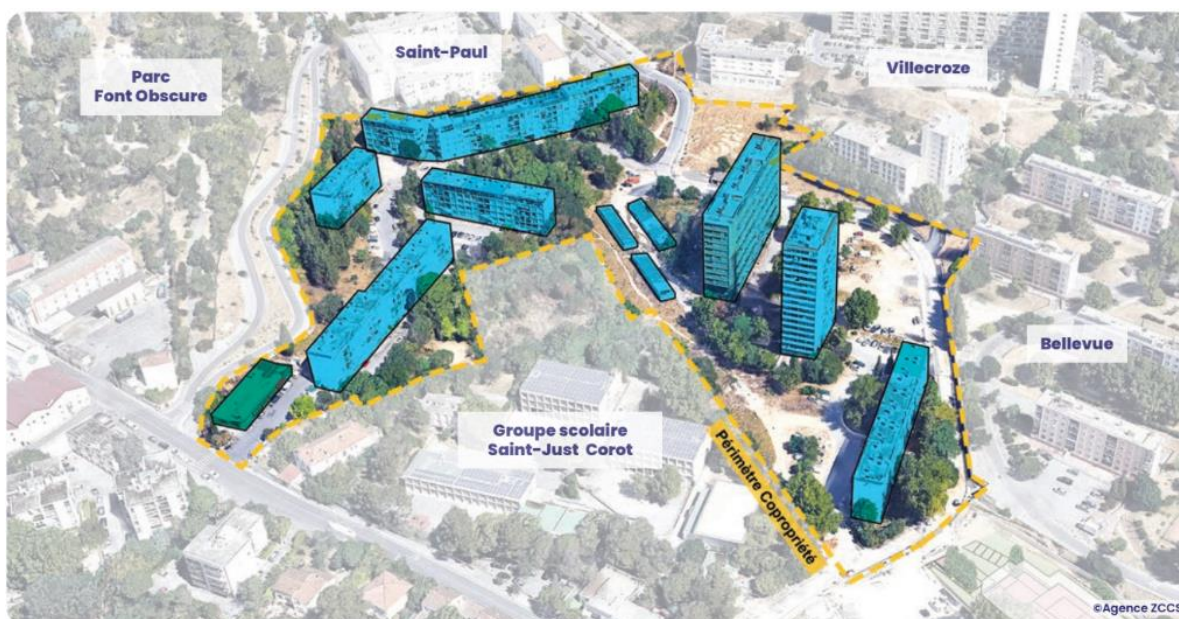 Saint-Paul
Villecroze
Parc
Font Obscure
Bellevue
Groupe scolaire
Saint-Just Corot
Périmètre Copropriété
©Agence ZCCS